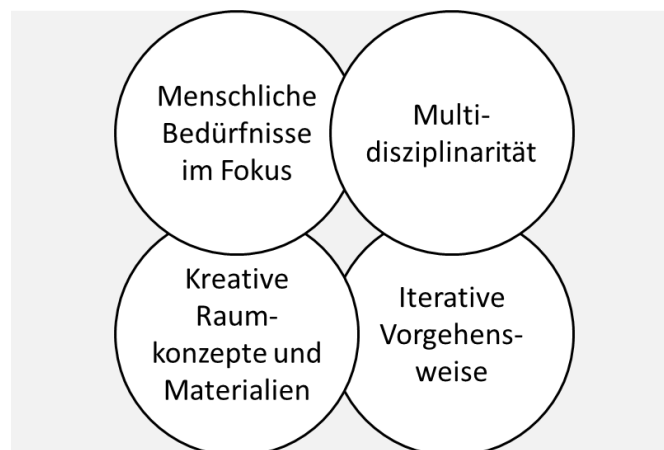 Menschliche
Bedürfnisse
im Fokus
Multi-
disziplinarität
Kreative
Raum-
konzepte und
Materialien
Iterative
Vorgehens-
weise